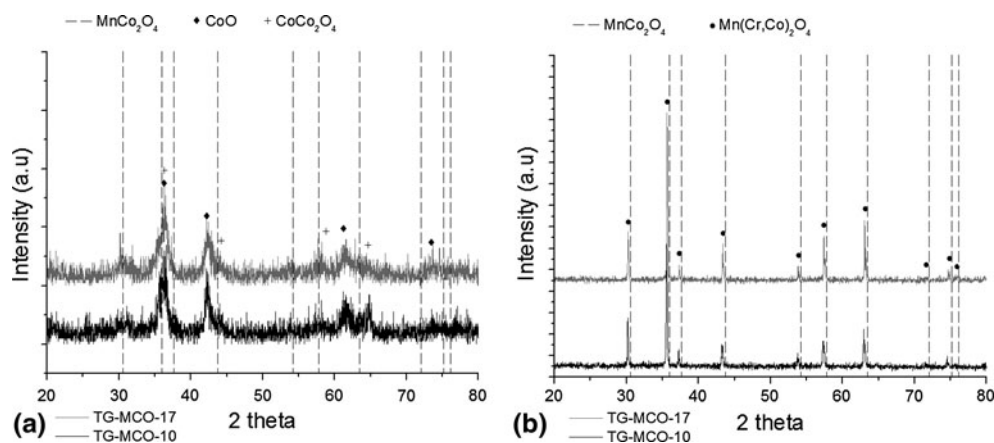 MnCo₂O₄ CoO CoCo₂O₄
Intensity (a.u)
20 30 40 50 60 70 80
2 theta
(a)
TG-MCO-17
TG-MCO-10
MnCo₂O₄ Mn(Cr,Co)₂O₄
Intensity (a.u)
20 30 40 50 60 70 80
2 theta
(b)
TG-MCO-17
TG-MCO-10